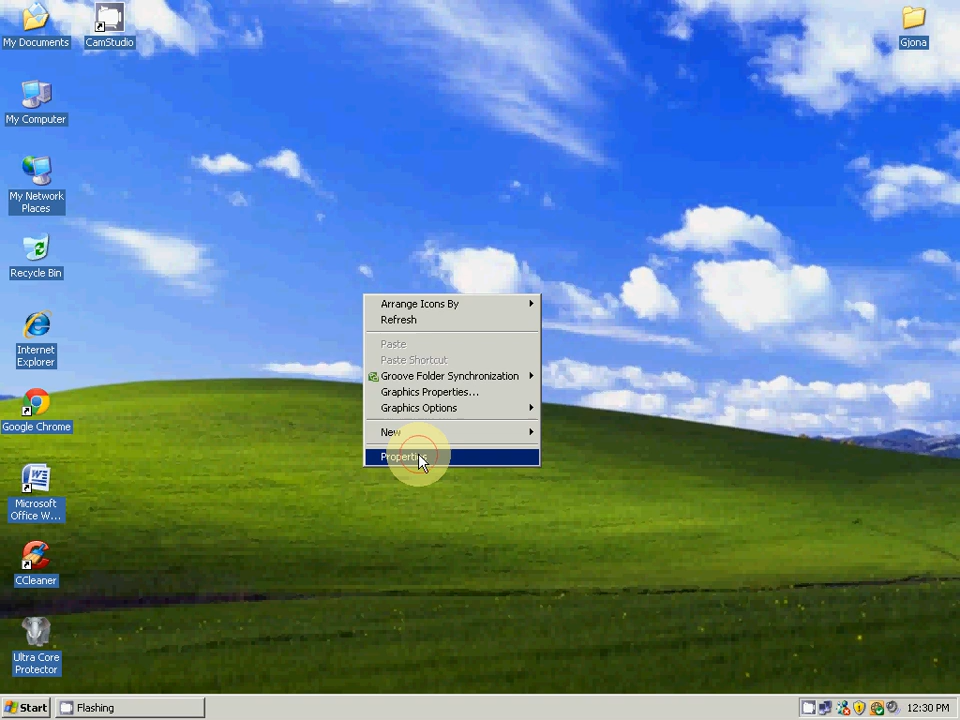 My Documents
CamStudio
Gjona
My Computer
My Network
Places
Recycle Bin
Internet
Explorer
Google Chrome
Microsoft
Office W...
CCleaner
Ultra Core
Protector
Arrange Icons By
Refresh
Paste
Paste Shortcut
Groove Folder Synchronization
Graphics Properties...
Graphics Options
New
Properties
Start
Flashing
12:30 PM